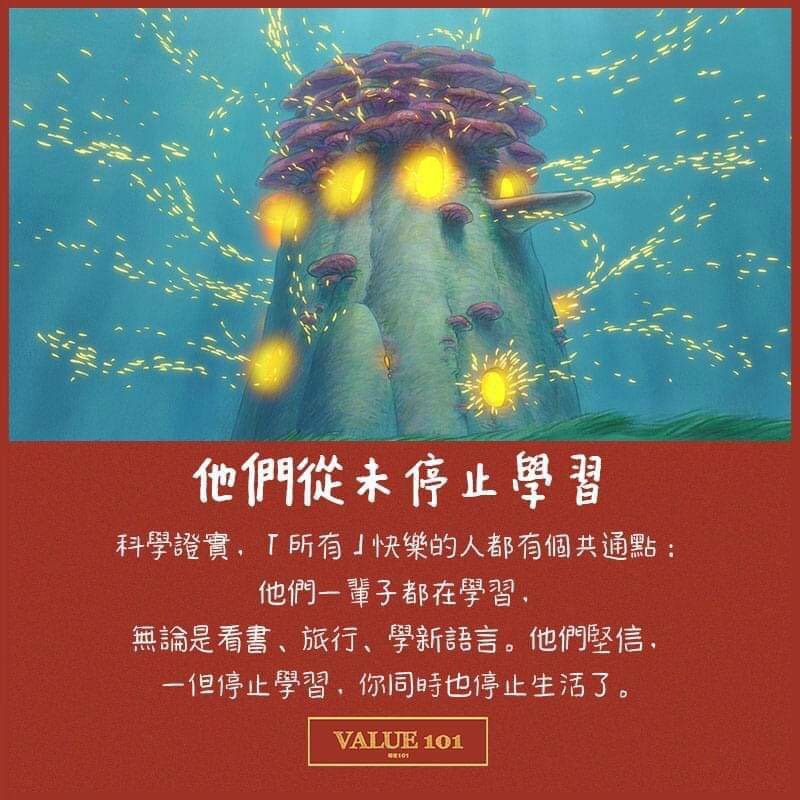 他們從未停止學習
科學證實，「所有」快樂的人都有個共通點：
他們一輩子都在學習，
無論是看書、旅行、學新語言。他們堅信，
一但停止學習，你同時也停止生活了。
VALUE 101